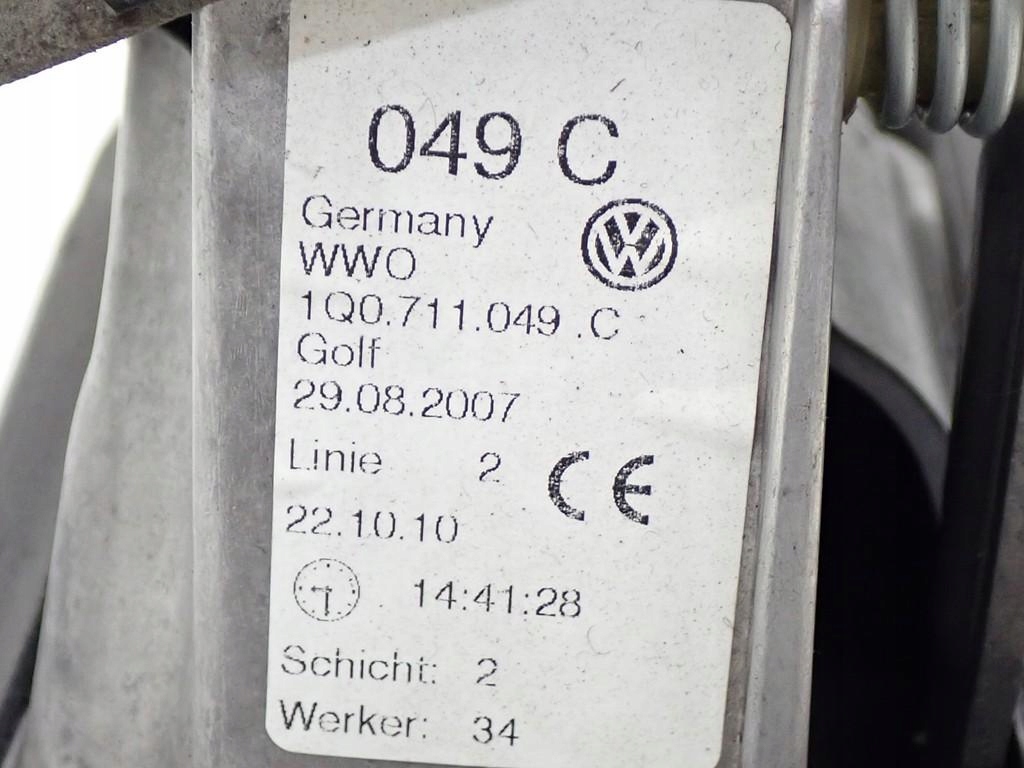 049 C
Germany
WWO
1Q0.711.049 .C
Golf
29.08.2007
Linie 2 CE
22.10.10
14:41:28
Schicht: 2
Werker: 34